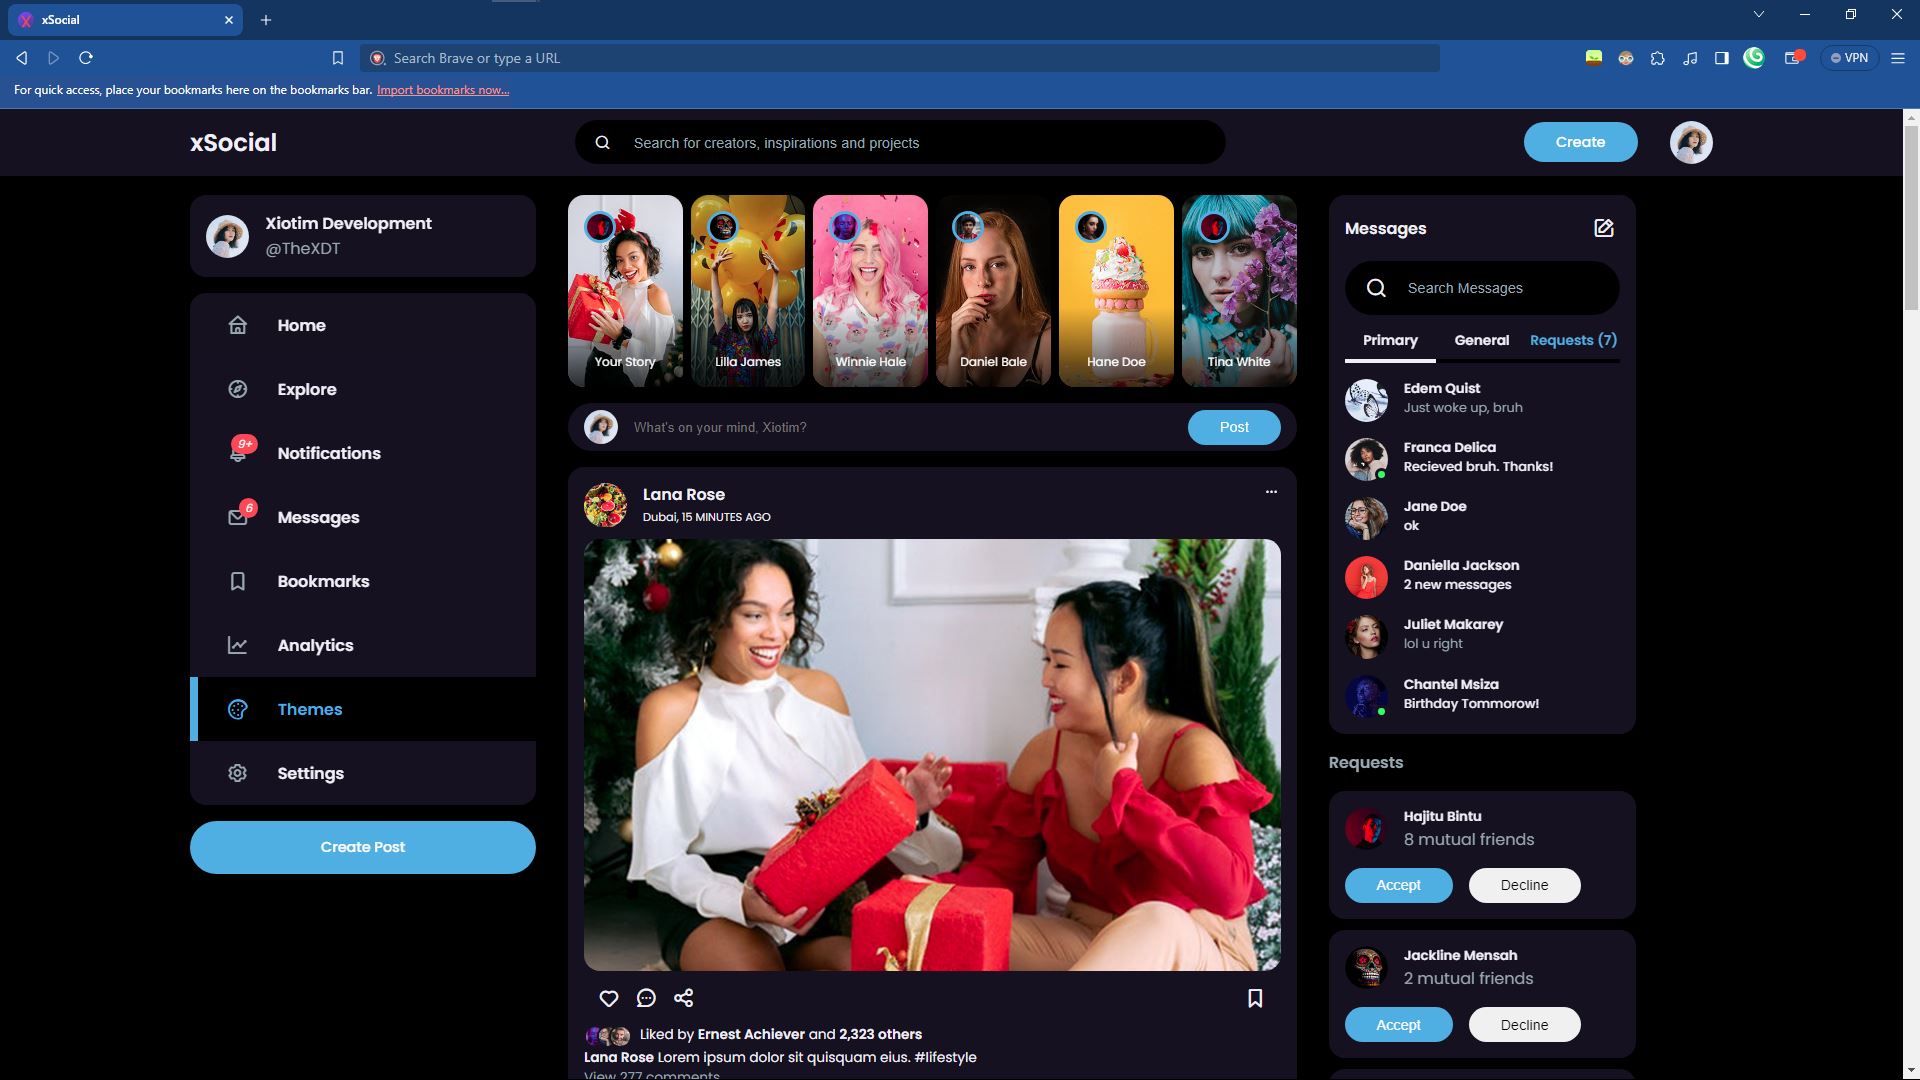 xSocial
Search Brave or type a URL
VPN
For quick access, place your bookmarks here on the bookmarks bar. Import bookmarks now...
xSocial
Search for creators, inspirations and projects
Create
Xiotim Development
@TheXDT
Home
Explore
9+
Notifications
6
Messages
Bookmarks
Analytics
Themes
Settings
Create Post
Your Story
Lilla James
Winnie Hale
Daniel Bale
Hane Doe
Tina White
What's on your mind, Xiotim?
Post
Lana Rose
Dubai, 15 MINUTES AGO
Liked by Ernest Achiever and 2,323 others
Lana Rose Lorem ipsum dolor sit quisquam eius. #lifestyle
View 277 comments
Messages
Search Messages
Primary
General
Requests (7)
Edem Quist
Just woke up, bruh
Franca Delica
Recieved bruh. Thanks!
Jane Doe
ok
Daniella Jackson
2 new messages
Juliet Makarey
lol u right
Chantel Msiza
Birthday Tommorow!
Requests
Hajitu Bintu
8 mutual friends
Accept
Decline
Jackline Mensah
2 mutual friends
Accept
Decline